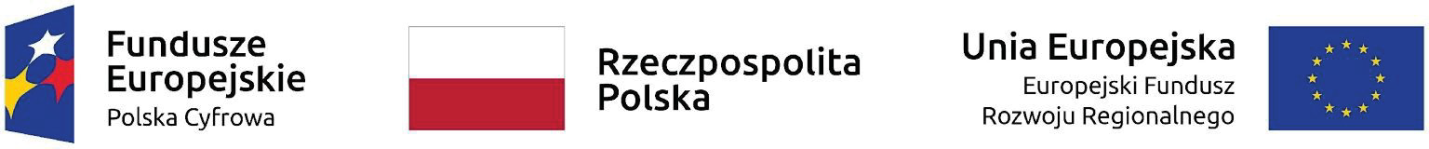 Fundusze
Europejskie
Polska Cyfrowa
Rzeczpospolita
Polska
Unia Europejska
Europejski Fundusz
Rozwoju Regionalnego